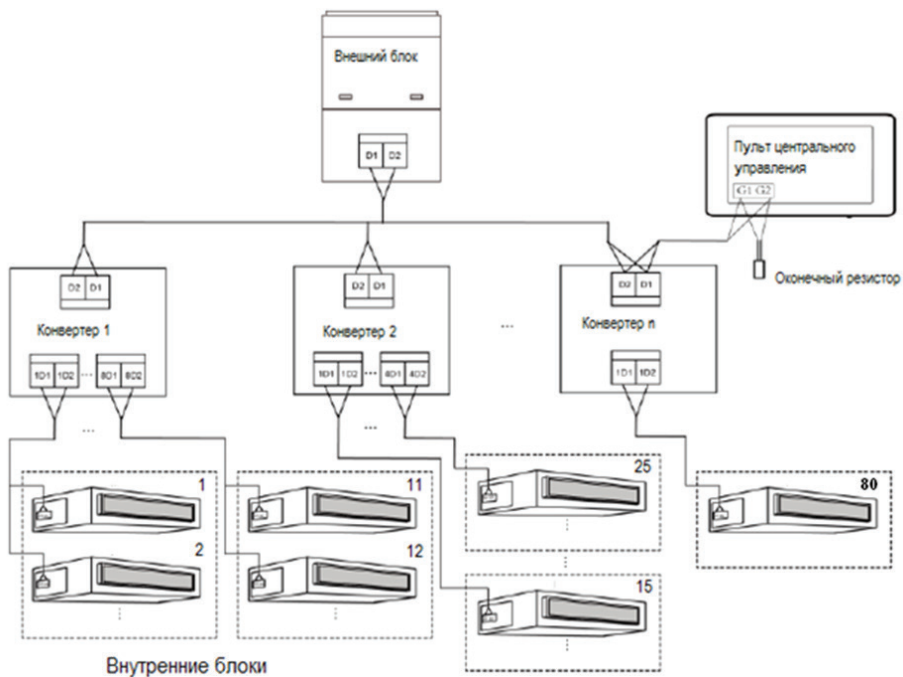 Внешний блок
D1 D2
Пульт центрального
управления
G1 G2
Оконечный резистор
D2 D1
D2 D1
D2 D1
Конвертер 1
Конвертер 2
...
Конвертер n
1D1 1D2 ... 8D1 8D2
1D1 1D2 ... 4D1 4D2
1D1 1D2
...
...
1
11
25
80
2
12
15
Внутренние блоки